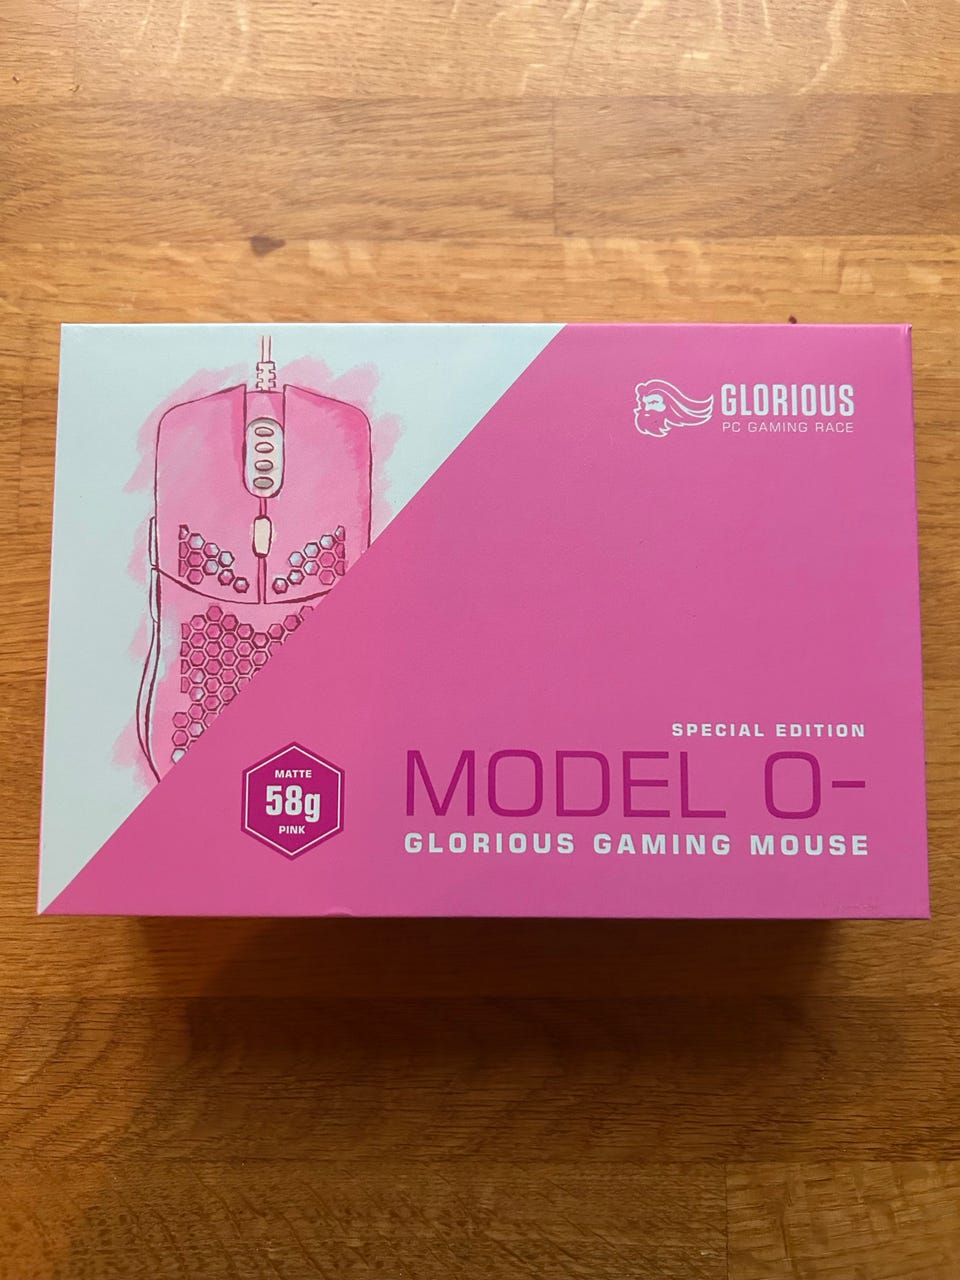 GLORIOUS
PC GAMING RACE
SPECIAL EDITION
MODEL O-
GLORIOUS GAMING MOUSE
MATTE
58g
PINK